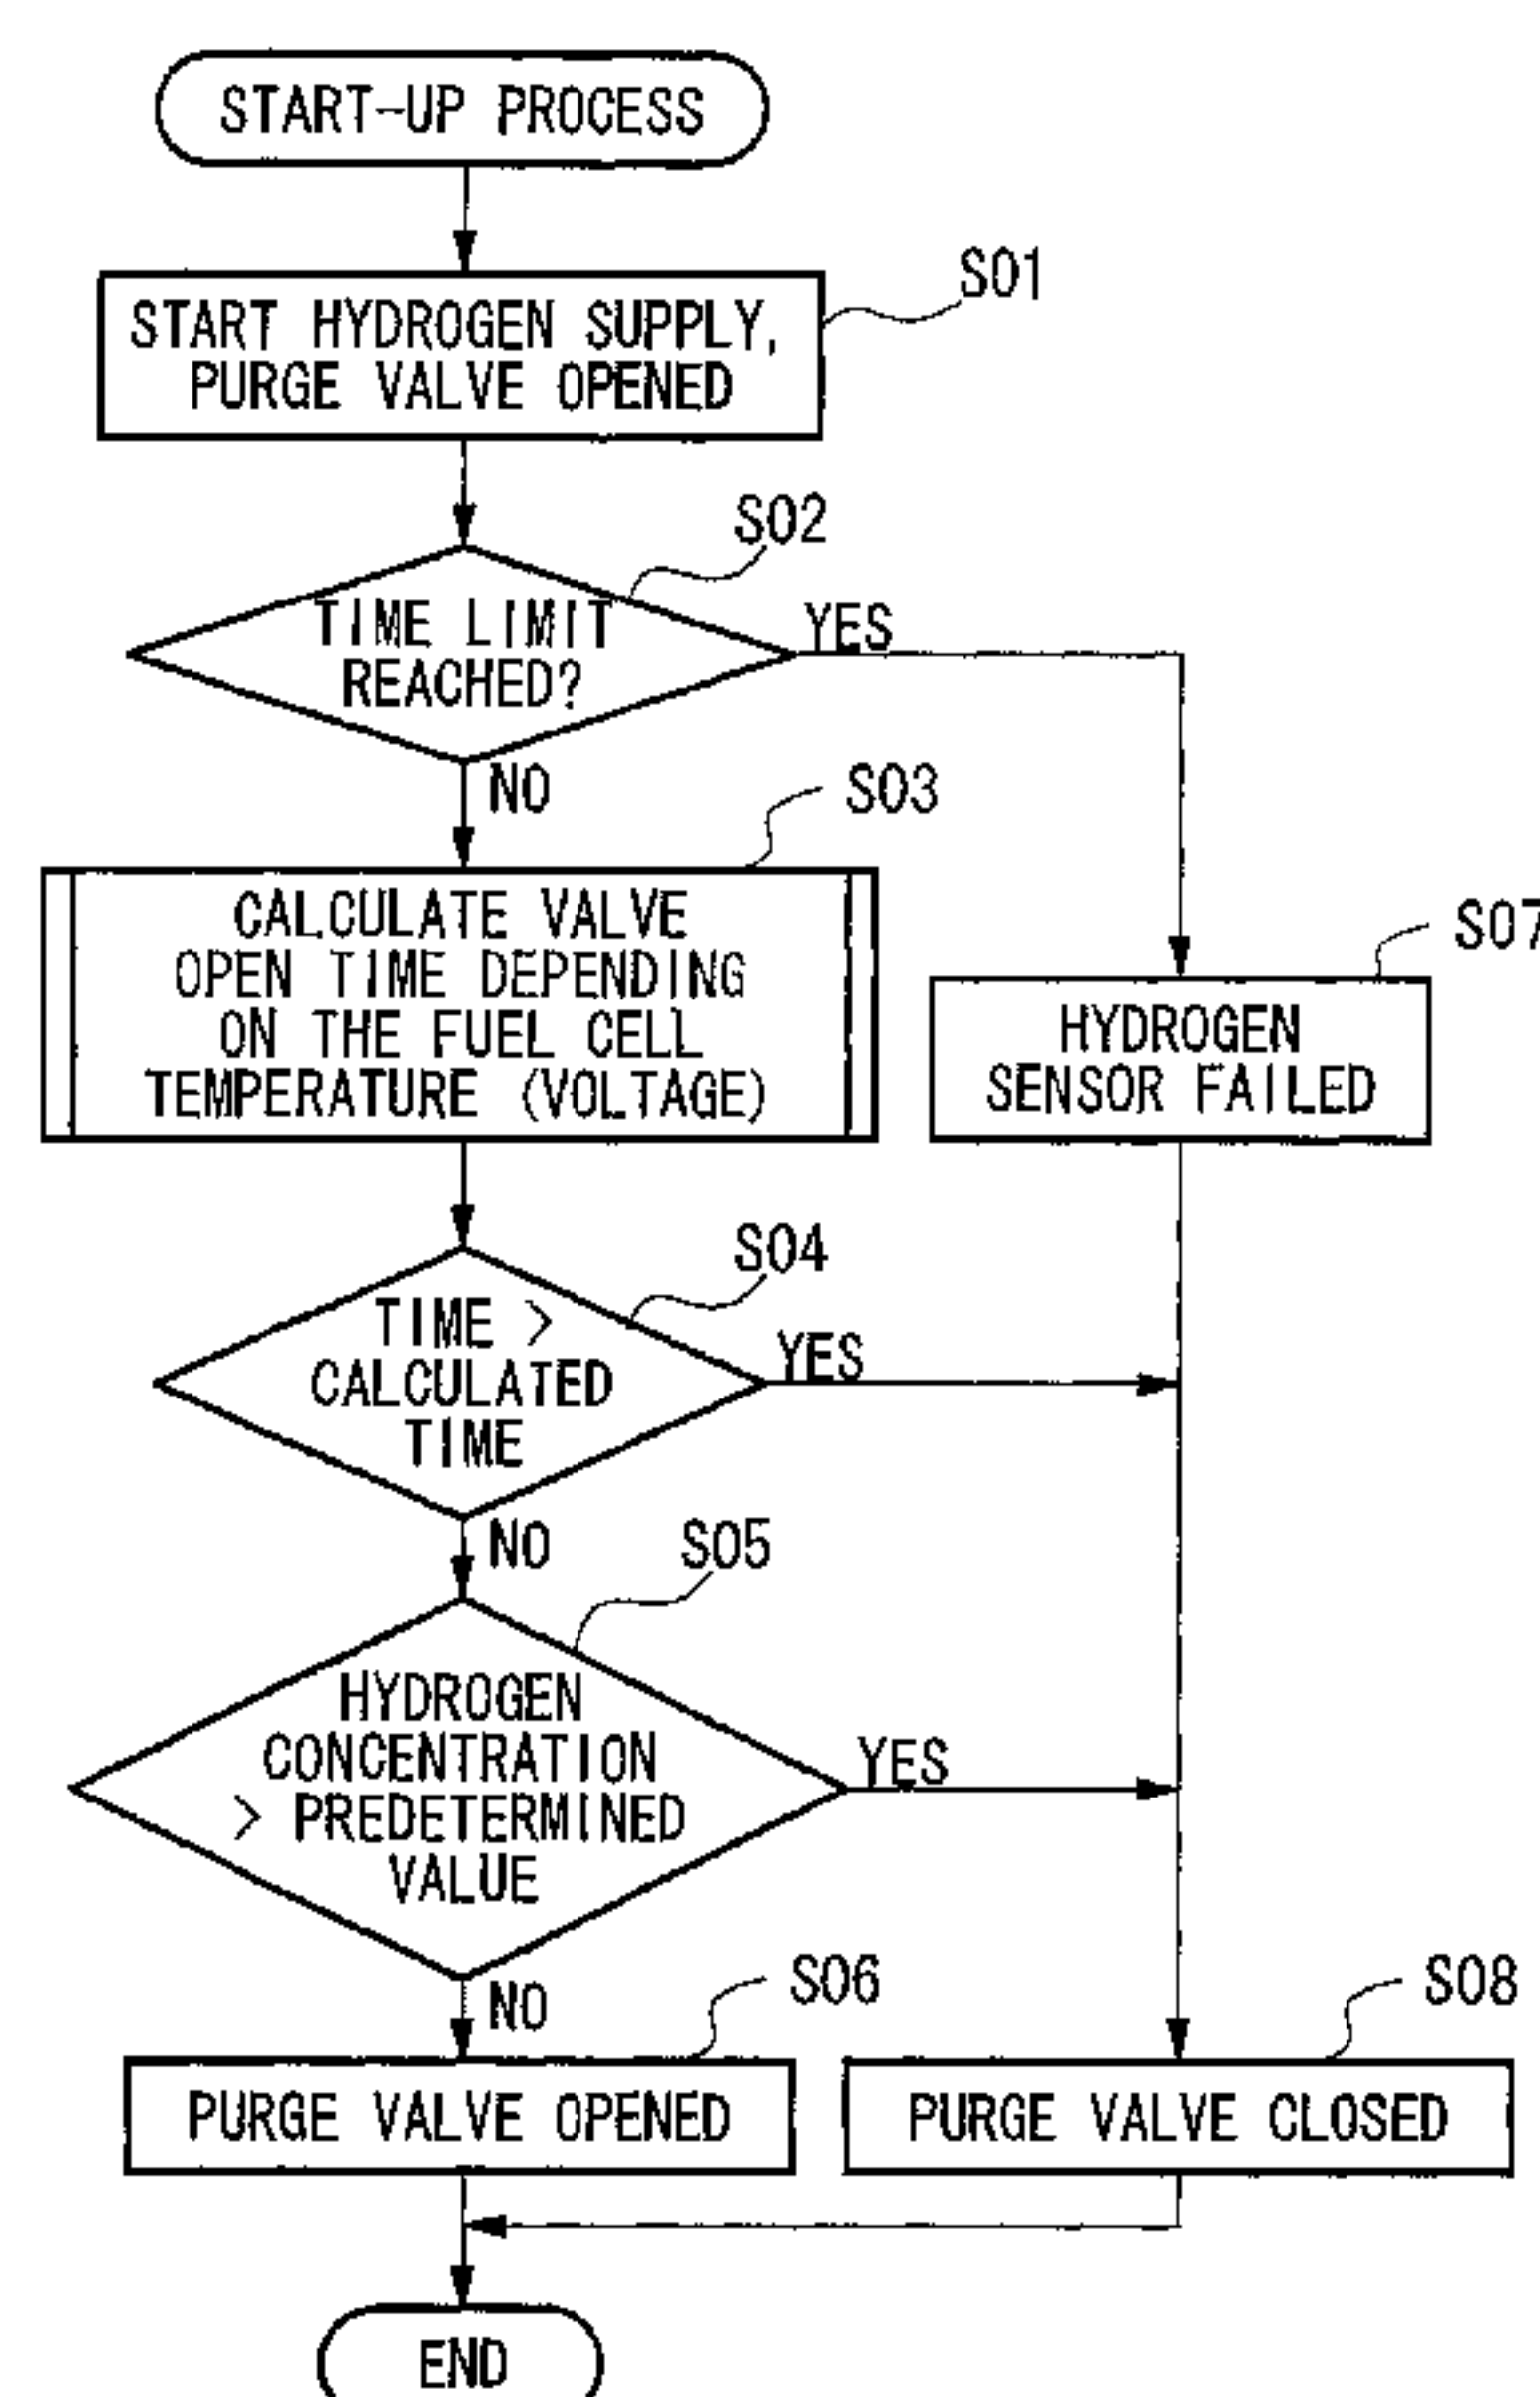 START-UP PROCESS
S01
START HYDROGEN SUPPLY,
PURGE VALVE OPENED
S02
TIME LIMIT
REACHED?
YES
NO
S03
CALCULATE VALVE
OPEN TIME DEPENDING
ON THE FUEL CELL
TEMPERATURE (VOLTAGE)
S07
HYDROGEN
SENSOR FAILED
S04
TIME >
CALCULATED
TIME
YES
NO
S05
HYDROGEN
CONCENTRATION
> PREDETERMINED
VALUE
YES
NO
S06
PURGE VALVE OPENED
S08
PURGE VALVE CLOSED
END